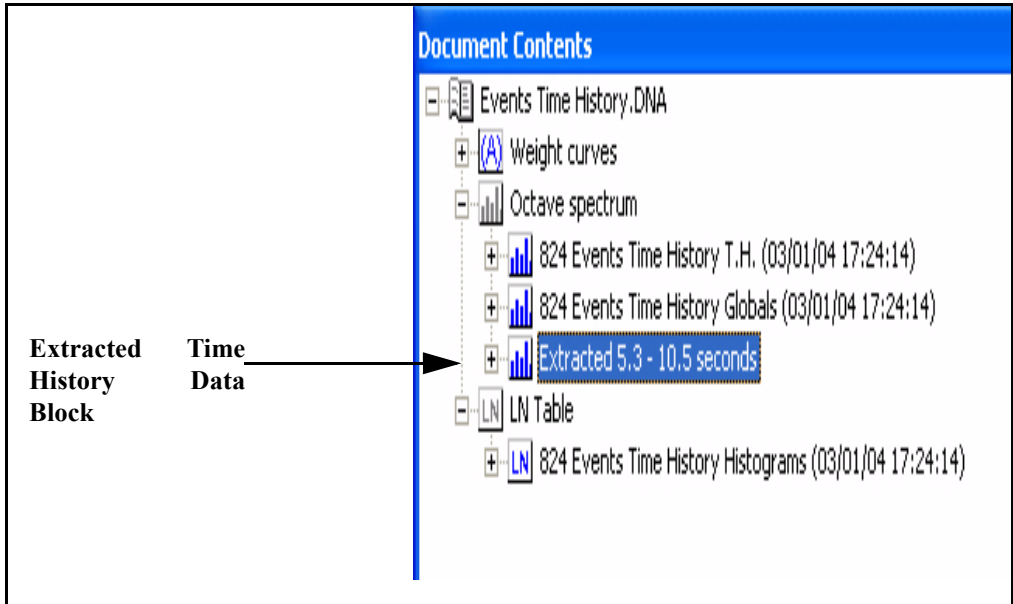 Document Contents
Events Time History.DNA
(A) Weight curves
Octave spectrum
824 Events Time History T.H. (03/01/04 17:24:14)
824 Events Time History Globals (03/01/04 17:24:14)
Extracted 5.3 - 10.5 seconds
LN LN Table
LN 824 Events Time History Histograms (03/01/04 17:24:14)
Extracted Time
History Data
Block